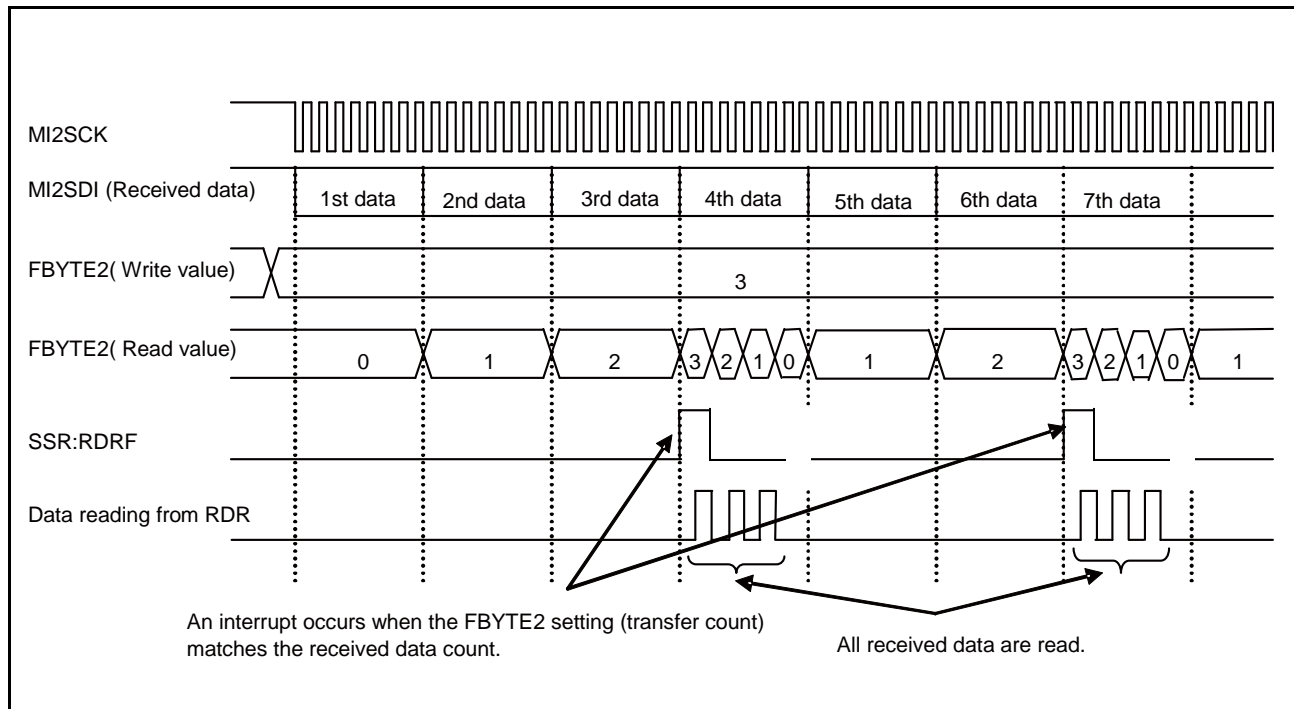 MI2SCK
MI2SDI (Received data)
1st data 2nd data 3rd data 4th data 5th data 6th data 7th data
FBYTE2( Write value)
3
FBYTE2( Read value)
0 1 2 3 2 1 0 1 2 3 2 1 0 1
SSR:RDRF
Data reading from RDR
An interrupt occurs when the FBYTE2 setting (transfer count)
matches the received data count.
All received data are read.